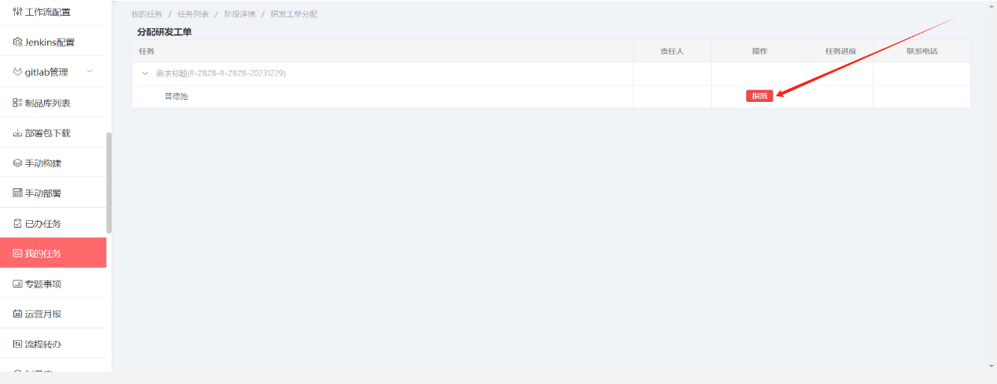 工作流配置
Jenkins配置
gitlab管理
制品库列表
部署包下载
手动构建
手动部署
已办任务
我的任务
专题事项
运营月报
流程转办
我的任务 / 任务列表 / 阶段详情 / 研发工单分配
分配研发工单
任务 责任人 操作 任务进度 联系电话
需求标题(R-ZBZB-R-ZBZB-20231229)
普德施 指派